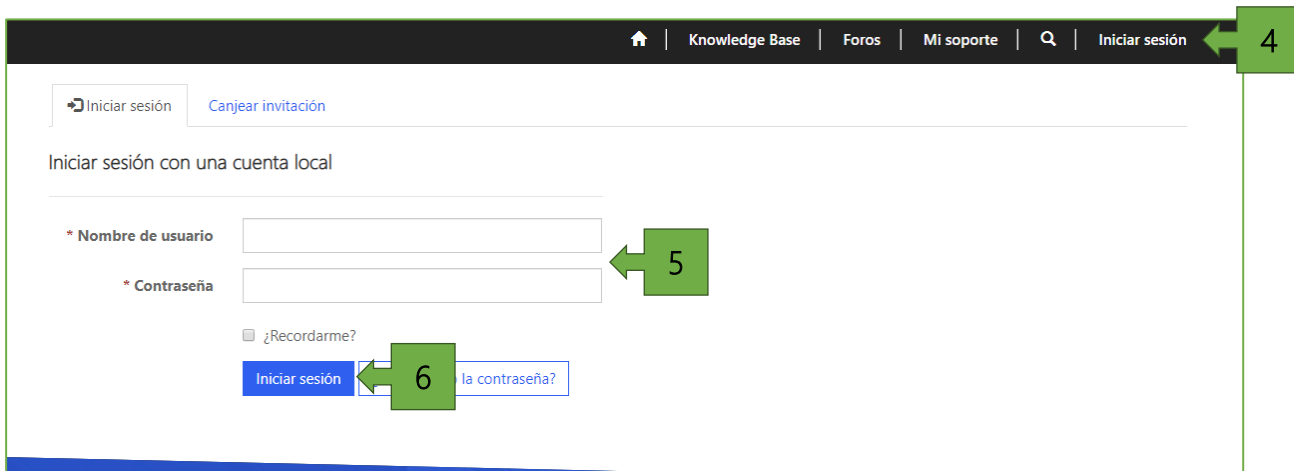 Knowledge Base | Foros | Mi soporte | | Iniciar sesión 4
Iniciar sesión Canjear invitación
Iniciar sesión con una cuenta local
* Nombre de usuario
5
* Contraseña
¿Recordarme?
Iniciar sesión 6 la contraseña?